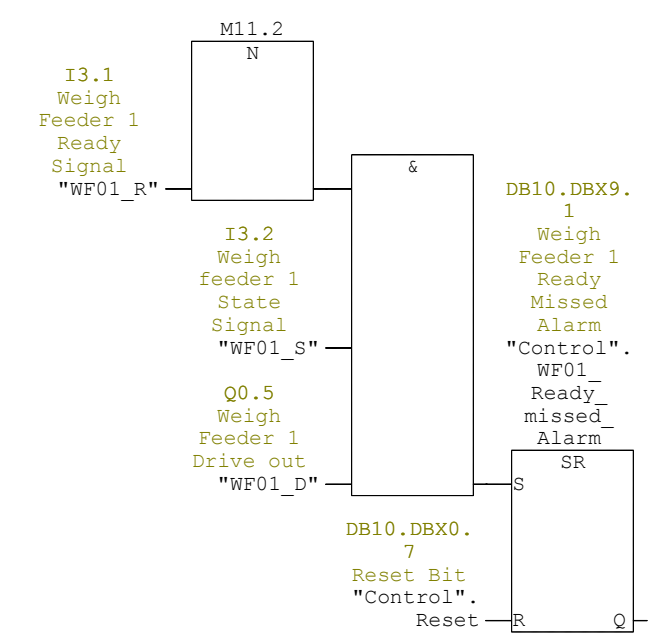 M11.2
N
I3.1
Weigh
Feeder 1
Ready
Signal
"WF01_R"
&
I3.2
Weigh
feeder 1
State
Signal
"WF01_S"
Q0.5
Weigh
Feeder 1
Drive out
"WF01_D"
DB10.DBX9.
1
Weigh
Feeder 1
Ready
Missed
Alarm
"Control".
WF01_
Ready_
missed_
Alarm
SR
S
DB10.DBX0.
7
Reset Bit
"Control".
Reset
R
Q